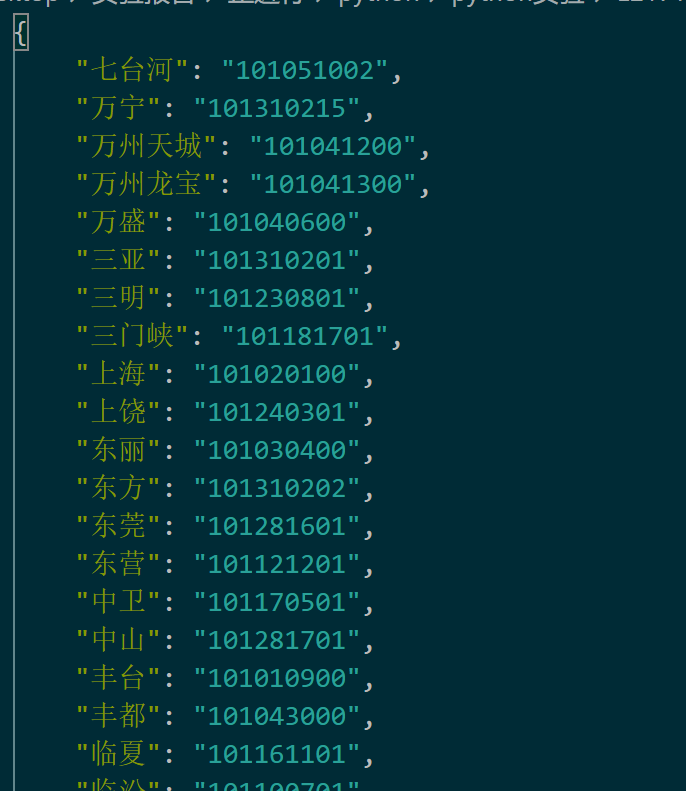 python
{
"七台河": "101051002",
"万宁": "101310215",
"万州天城": "101041200",
"万州龙宝": "101041300",
"万盛": "101040600",
"三亚": "101310201",
"三明": "101230801",
"三门峡": "101181701",
"上海": "101020100",
"上饶": "101240301",
"东丽": "101030400",
"东方": "101310202",
"东莞": "101281601",
"东营": "101121201",
"中卫": "101170501",
"中山": "101281701",
"丰台": "101010900",
"丰都": "101043000",
"临夏": "101161101",
"临汾": "101100701"